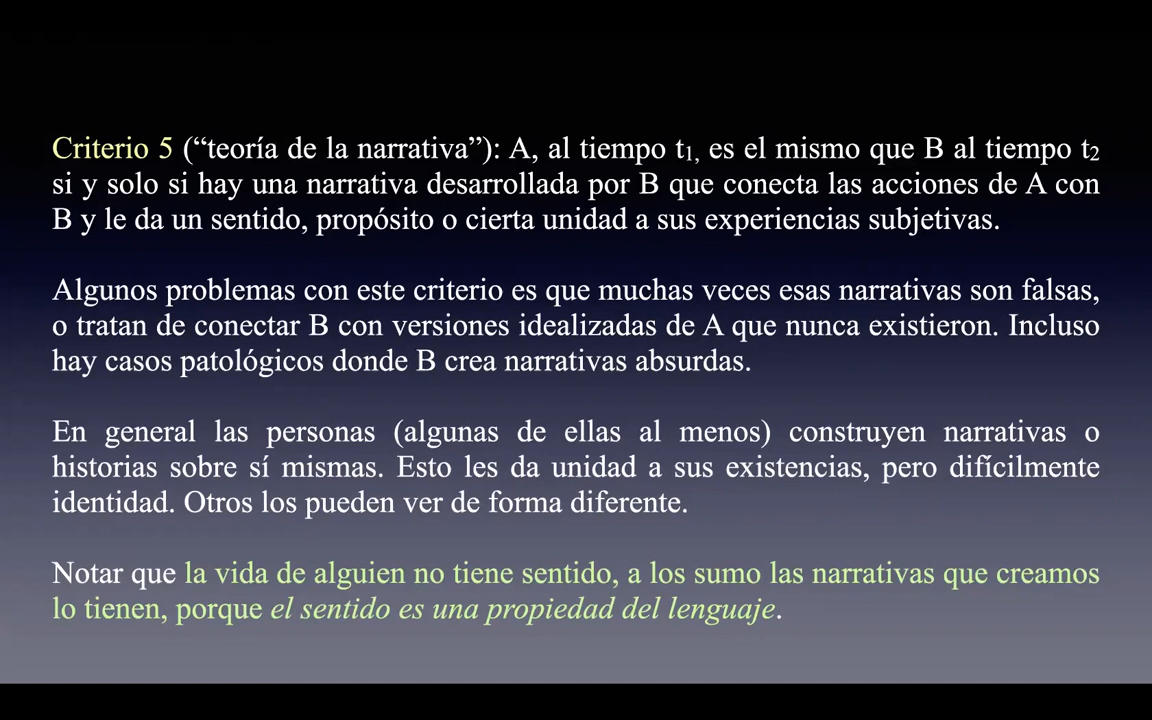 Criterio 5 (“teoría de la narrativa”): A, al tiempo t1, es el mismo que B al tiempo t2
si y solo si hay una narrativa desarrollada por B que conecta las acciones de A con
B y le da un sentido, propósito o cierta unidad a sus experiencias subjetivas.
Algunos problemas con este criterio es que muchas veces esas narrativas son falsas,
o tratan de conectar B con versiones idealizadas de A que nunca existieron. Incluso
hay casos patológicos donde B crea narrativas absurdas.
En general las personas (algunas de ellas al menos) construyen narrativas o
historias sobre sí mismas. Esto les da unidad a sus existencias, pero difícilmente
identidad. Otros los pueden ver de forma diferente.
Notar que la vida de alguien no tiene sentido, a los sumo las narrativas que creamos
lo tienen, porque el sentido es una propiedad del lenguaje.